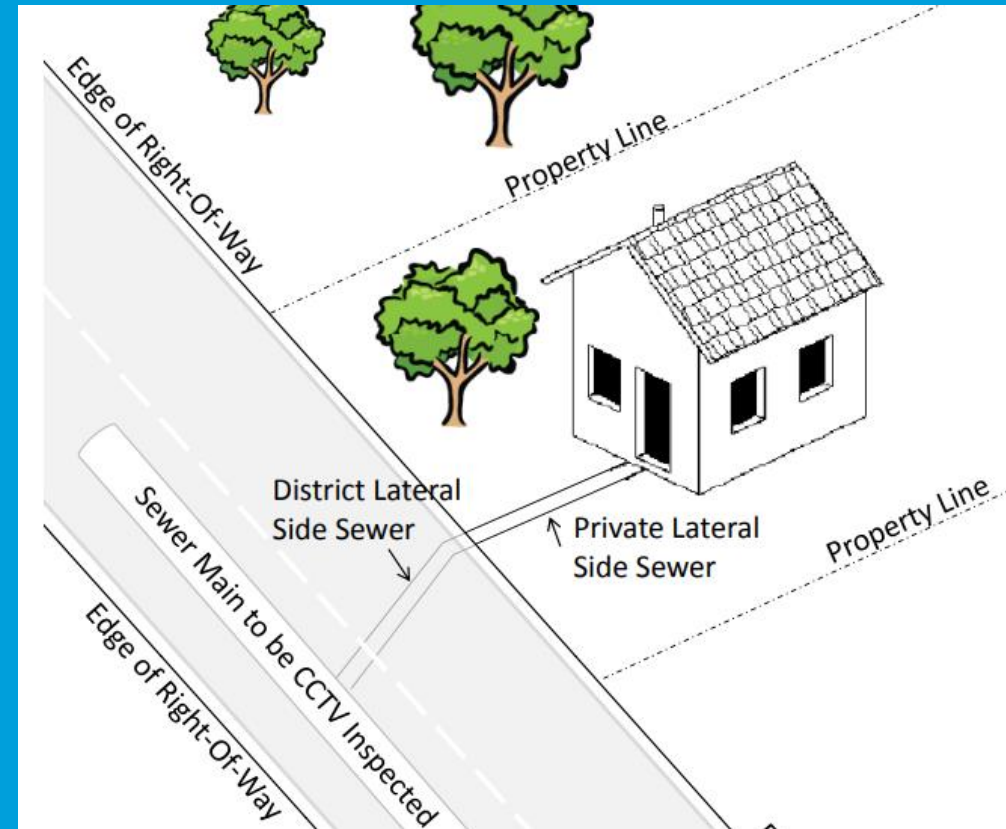 Edge of Right-Of-Way
Property Line
District Lateral
Side Sewer
Private Lateral
Side Sewer
Property Line
Sewer Main to be CCTV Inspected
Edge of Right-Of-Way